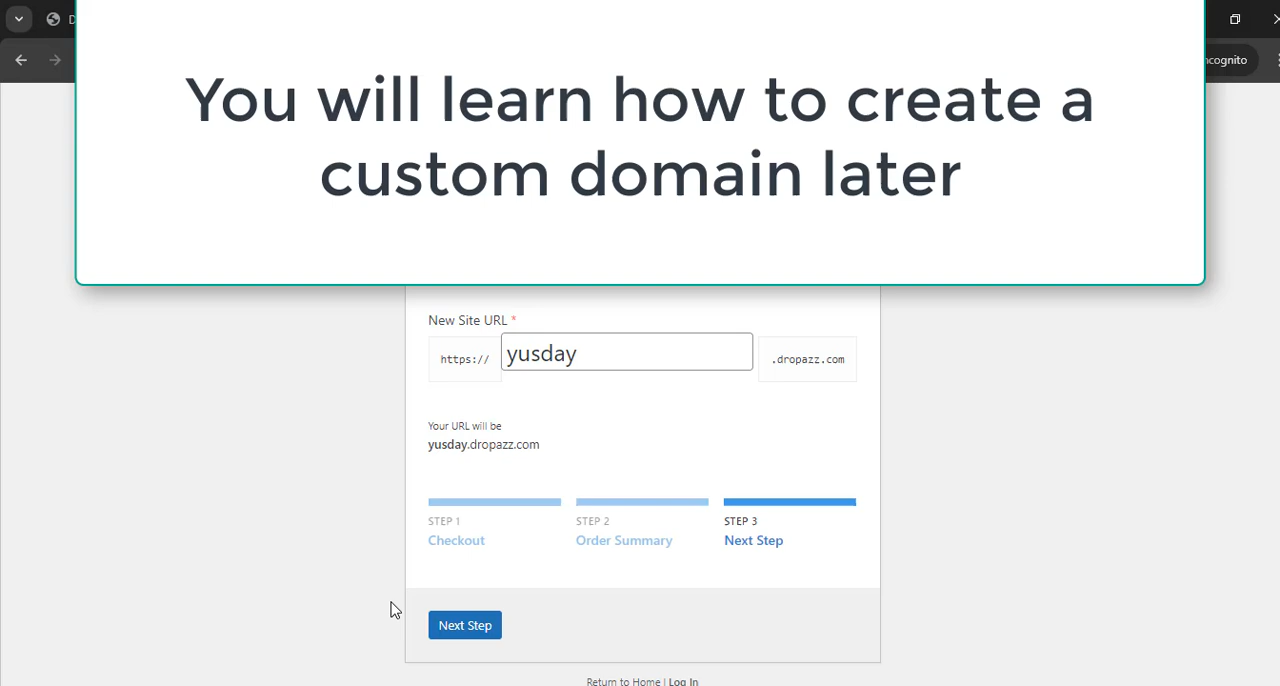 D
You will learn how to create a
custom domain later
ncognito
New Site URL *
https:// yusday .dropazz.com
Your URL will be
yusday.dropazz.com
STEP 1 STEP 2 STEP 3
Checkout Order Summary Next Step
Next Step
Return to Home | Log In